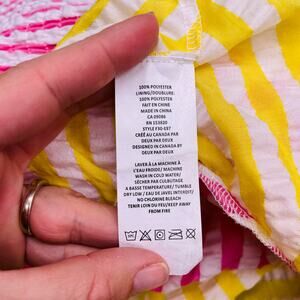 100% POLYESTER
LINING/DOUBLURE:
100% POLYESTER
FAIT EN CHINE
MADE IN CHINA
CA 09086
RN 153920
STYLE F30-E87
CRÉÉ AU CANADA PAR
DEUX PAR DEUX
DESIGNED IN CANADA BY
DEUX PAR DEUX
LAVER À LA MACHINE À
L'EAU FROIDE/ MACHINE
WASH IN COLD WATER/
SÉCHER PAR CULBUTAGE
A BASSE TEMPÉRATURE/ TUMBLE
DRY LOW / EAU DE JAVEL INTERDIT/
NO CHLORINE BLEACH
TENIR LOIN DU FEU/KEEP AWAY
FROM FIRE